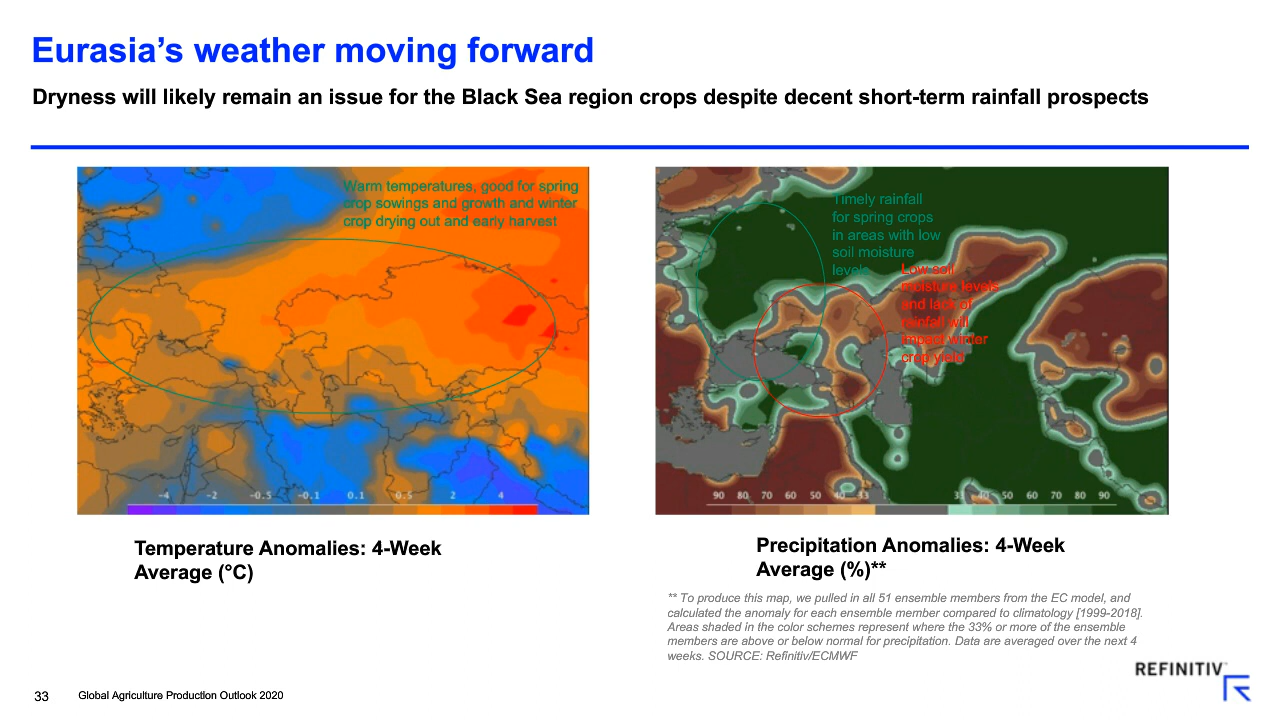 Eurasia’s weather moving forward
Dryness will likely remain an issue for the Black Sea region crops despite decent short-term rainfall prospects
Warm temperatures, good for spring
crop sowings and growth and winter
crop drying out and early harvest
-4 -2 -0.5 -0.1 0.1 0.5 2 4
Temperature Anomalies: 4-Week
Average (°C)
Timely rainfall
for spring crops
in areas with low
soil moisture
levels
Low soil
moisture levels
and lack of
rainfall will
impact winter
crop yield
90 80 70 60 50 40 33 33 40 50 60 70 80 90
Precipitation Anomalies: 4-Week
Average (%)**
** To produce this map, we pulled in all 51 ensemble members from the EC model, and
calculated the anomaly for each ensemble member compared to climatology [1999-2018].
Areas shaded in the color schemes represent where the 33% or more of the ensemble
members are above or below normal for precipitation. Data are averaged over the next 4
weeks. SOURCE: Refinitiv/ECMWF
REFINITIV
33 Global Agriculture Production Outlook 2020